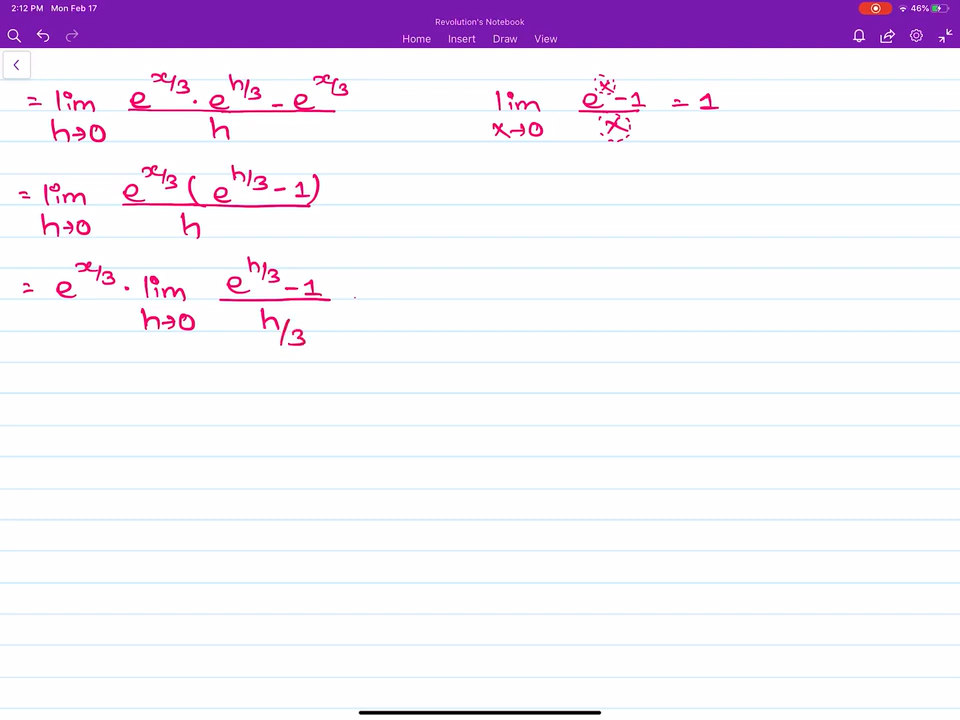 2:12 PM Mon Feb 17
46%
Revolution's Notebook
Home Insert Draw View
= lim h→0 (e^(x/3) · e^(h/3) - e^(x/3)) / h
lim x→0 (e^x - 1) / x = 1
= lim h→0 e^(x/3) (e^(h/3) - 1) / h
= e^(x/3) · lim h→0 (e^(h/3) - 1) / (h/3)